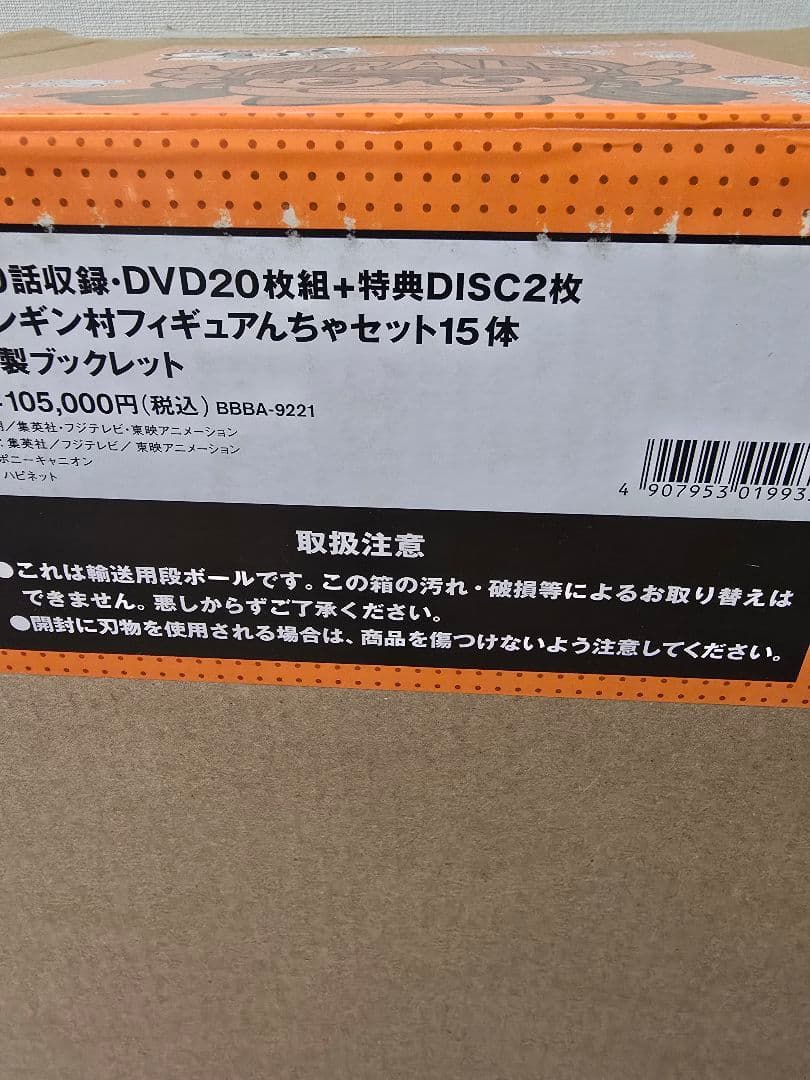 話収録・DVD20枚組+特典DISC2枚
ンギン村フィギュアんちゃセット15体
製ブックレット
105,000円(税込) BBBA-9221
/集英社・フジテレビ・東映アニメーション
集英社/フジテレビ/ 東映アニメーション
ポニーキャニオン
ハピネット
4 907953 01993
取扱注意
●これは輸送用段ボールです。この箱の汚れ・破損等によるお取り替えは
できません。悪しからずご了承ください。
●開封に刃物を使用される場合は、商品を傷つけないよう注意してください。